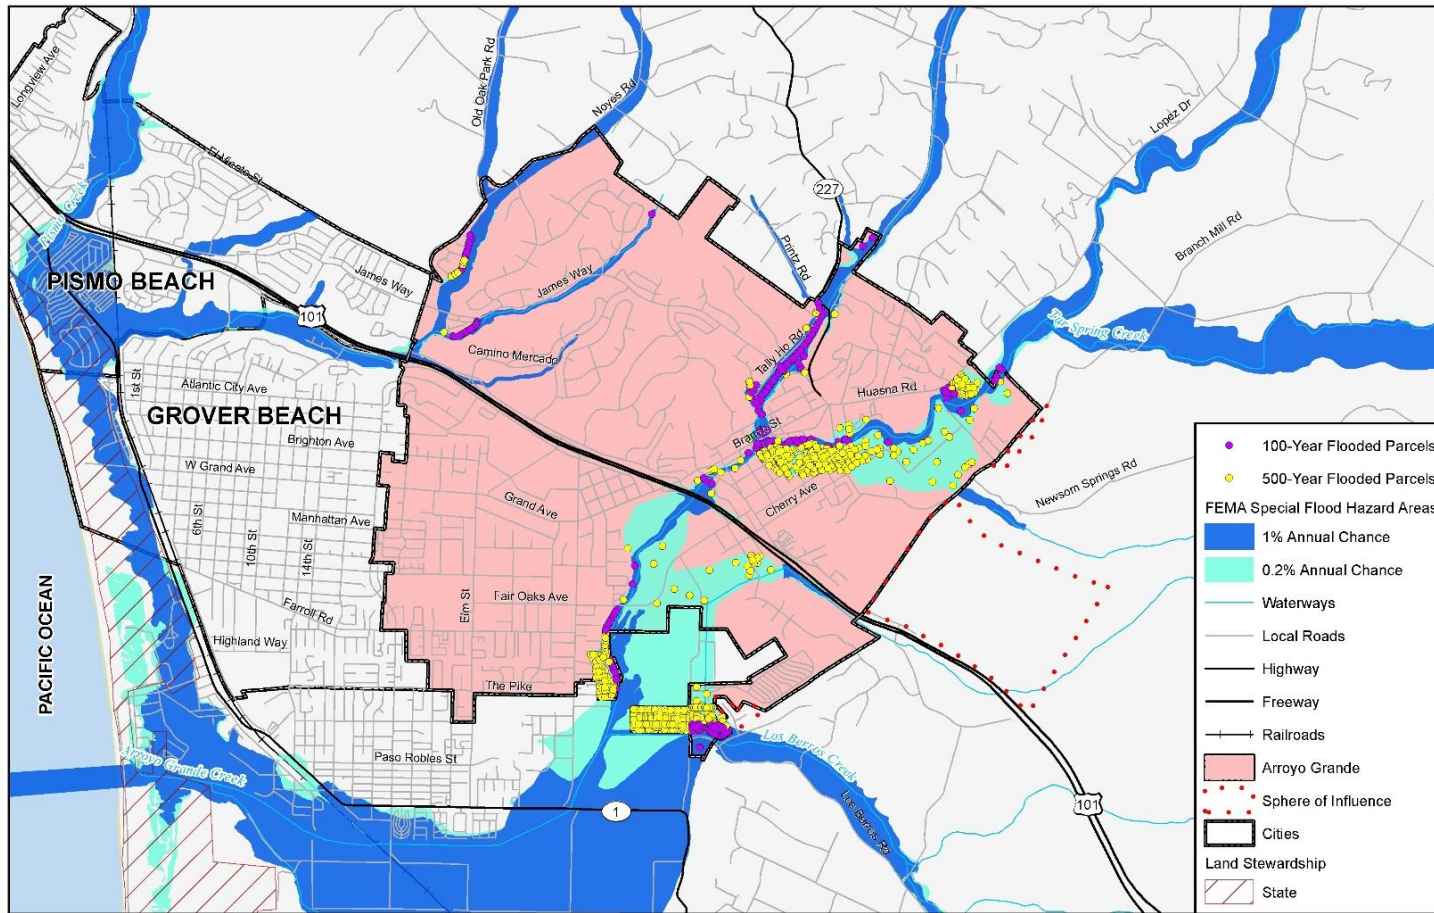 Longview Ave
El Viento St
Pismo Creek
PISMO BEACH
James Way
101
Old Oak Park Rd
Noyes Rd
227
Printz Rd
Lopez Dr
Branch Mill Rd
Tar Spring Creek
James Way
Camino Mercado
Tally Ho Rd
Huasna Rd
Branch St
1st St
Atlantic City Ave
GROVER BEACH
Brighton Ave
W Grand Ave
6th St
10th St
14th St
Manhattan Ave
Grand Ave
Cherry Ave
Newsom Springs Rd
PACIFIC OCEAN
Farroll Rd
Highland Way
Elm St
Fair Oaks Ave
The Pike
Paso Robles St
Arroyo Grande Creek
Los Berros Creek
Los Berros Rd
1
101
100-Year Flooded Parcels
500-Year Flooded Parcels
FEMA Special Flood Hazard Areas
1% Annual Chance
0.2% Annual Chance
Waterways
Local Roads
Highway
Freeway
Railroads
Arroyo Grande
Sphere of Influence
Cities
Land Stewardship
State